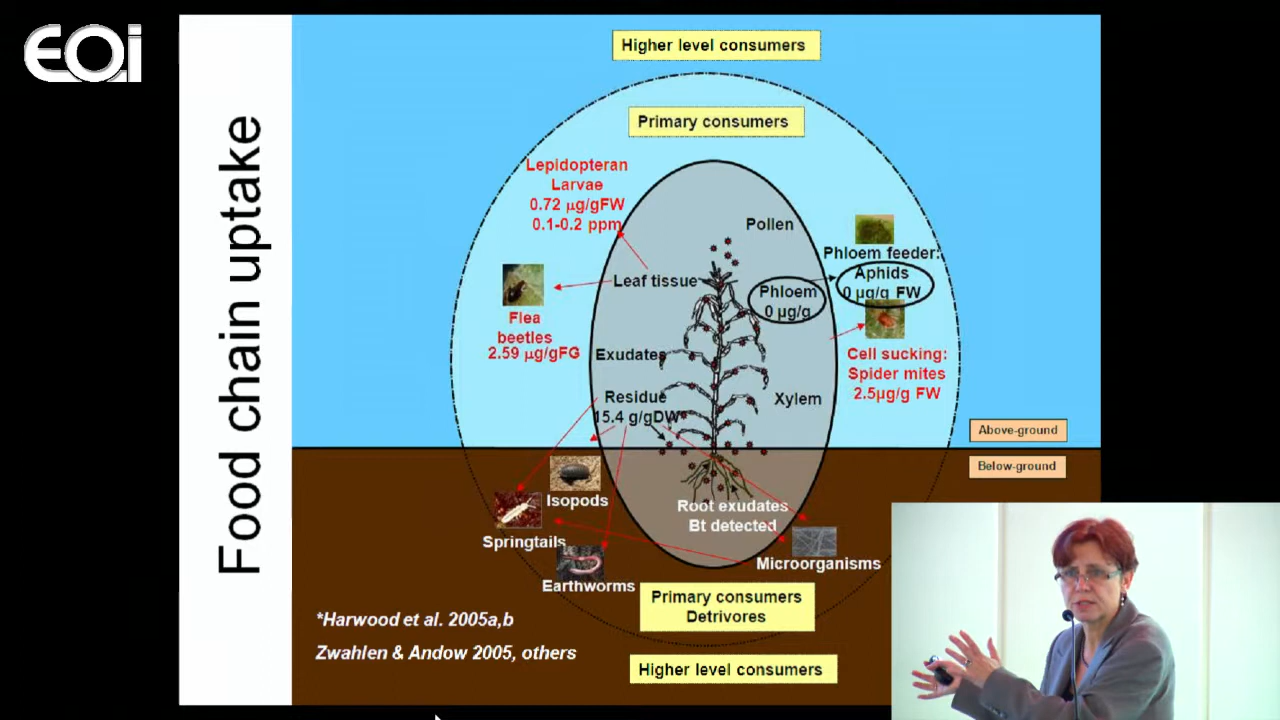 EOi
Food chain uptake
Higher level consumers
Primary consumers
Lepidopteran
Larvae
0.72 µg/gFW
0.1-0.2 ppm
Pollen
Phloem feeder:
Aphids
0 µg/g FW
Leaf tissue
Phloem
0 µg/g
Flea
beetles
2.59 µg/gFG
Exudates
Cell sucking:
Spider mites
2.5µg/g FW
Residue
15.4 g/gDW
Xylem
Above-ground
Below-ground
Isopods
Root exudates
Bt detected
Springtails
Microorganisms
Earthworms
Primary consumers
Detrivores
*Harwood et al. 2005a,b
Zwahlen & Andow 2005, others
Higher level consumers